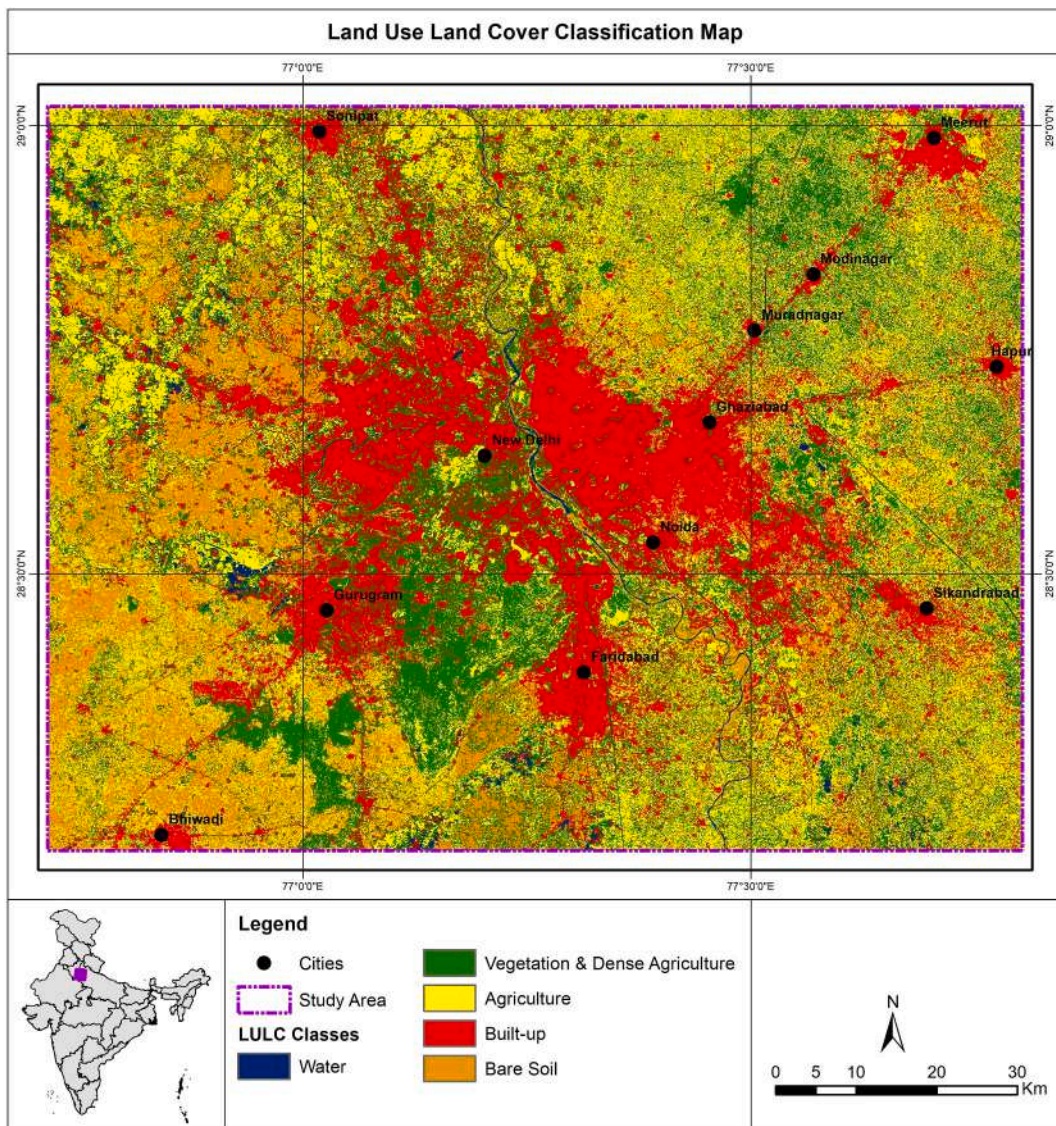 Land Use Land Cover Classification Map
77°0'0"E
77°30'0"E
29°0'0"N
29°0'0"N
Sonipat
Meerut
Modinagar
Muradnagar
Hapur
Ghaziabad
New Delhi
Noida
28°30'0"N
28°30'0"N
Gurugram
Sikandrabad
Faridabad
Bhiwadi
77°0'0"E
77°30'0"E
Legend
Cities
Study Area
LULC Classes
Water
Vegetation & Dense Agriculture
Agriculture
Built-up
Bare Soil
N
0 5 10 20 30
Km